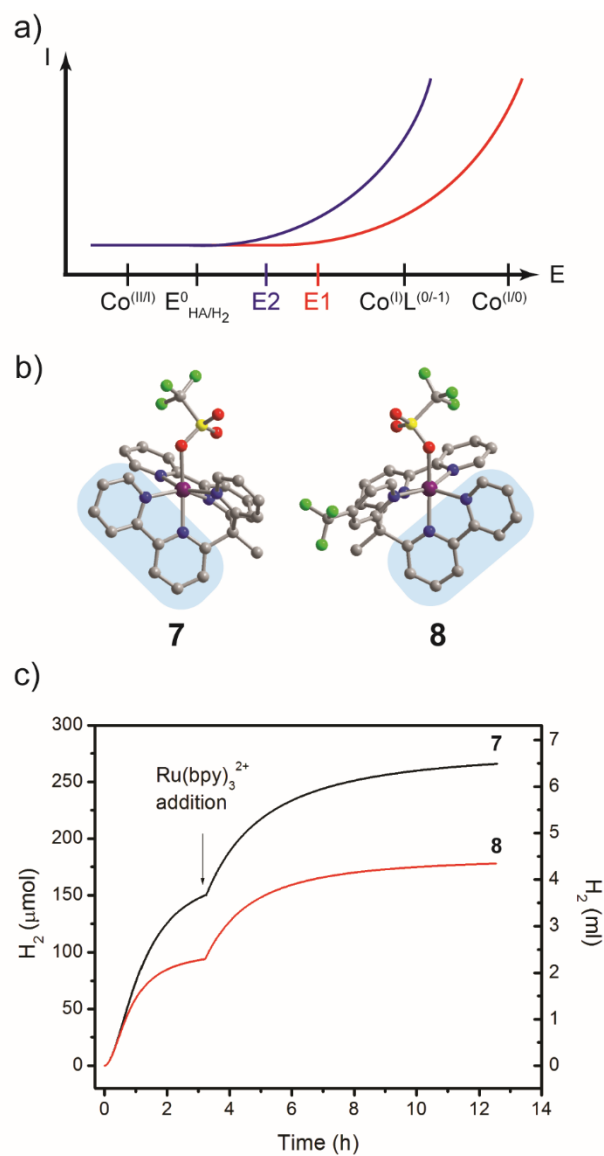 a)
I
E
Co(II/I)
E0HA/H2
E2
E1
Co(I)L(0/-1)
Co(I/0)
b)
7
8
c)
300
250
200
150
100
50
0
H2 (μmol)
7
6
5
4
3
2
1
0
H2 (ml)
Ru(bpy)32+
addition
7
8
0
2
4
6
8
10
12
14
Time (h)